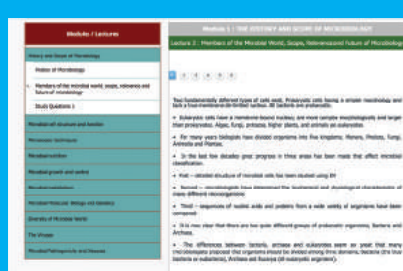 Modules / Lectures
History and Scope of Microbiology
History of Microbiology
Members of the microbial world, scope, relevance and
future of microbiology
Study Questions 1
Microbial cell structure and function
Microscopic techniques
Microbial nutrition
Microbial growth and control
Microbial metabolism
Microbial Molecular Biology and Genetics
Diversity of Microbial World
The Viruses
Microbial Pathogenicity and Diseases
Module 1 : THE HISTORY AND SCOPE OF MICROBIOLOGY
Lecture 2 : Members of the Microbial World, Scope, Relevance and Future of Microbiology
1 2 3 4 5 6
Two fundamentally different types of cells exist. Prokaryotic cells having a simpler morphology and
lack a true membrane-delimited nucleus. All bacteria are prokaryotic.
• Eukaryotic cells have a membrane-bound nucleus; are more complex morphologically and larger
than prokaryotes. Algae, fungi, protozoa, higher plants, and animals are eukaryotes.
• For many years biologists have divided organisms into five kingdoms: Monera, Protista, Fungi,
Animalia and Plantae.
• In the last few decades great progress in three areas has been made that affect microbial
classification.
• First – detailed structure of microbial cells has been studied using EM
• Second – microbiologists have determined the biochemical and physiological characteristics of
many different microorganisms
• Third – sequences of nucleic acids and proteins from a wide variety of organisms have been
compared
• It is now clear that there are two quite different groups of prokaryotic organisms, Bacteria and
Archaea.
• The differences between bacteria, archaea and eukaryotes seem so great that many
microbiologists proposed that organisms should be divided among three domains; Bacteria (the true
bacteria or eubacteria), Archaea and Eucarya (all eukaryotic organism).